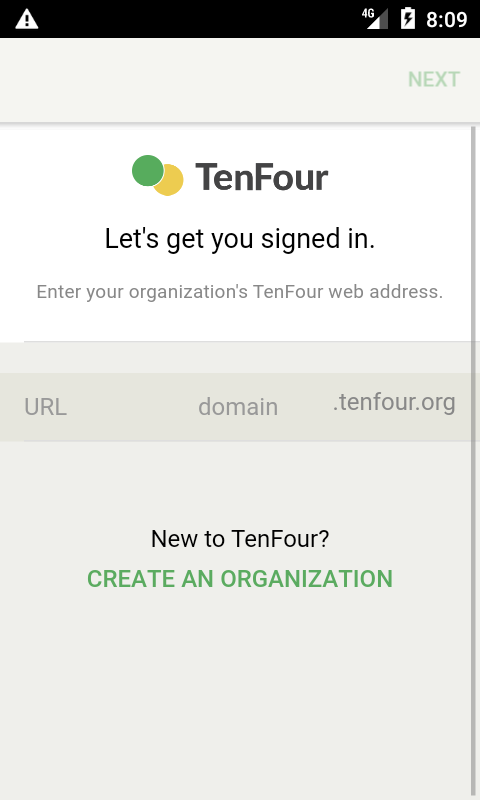 4G 8:09
NEXT
TenFour
Let's get you signed in.
Enter your organization's TenFour web address.
URL domain .tenfour.org
New to TenFour?
CREATE AN ORGANIZATION